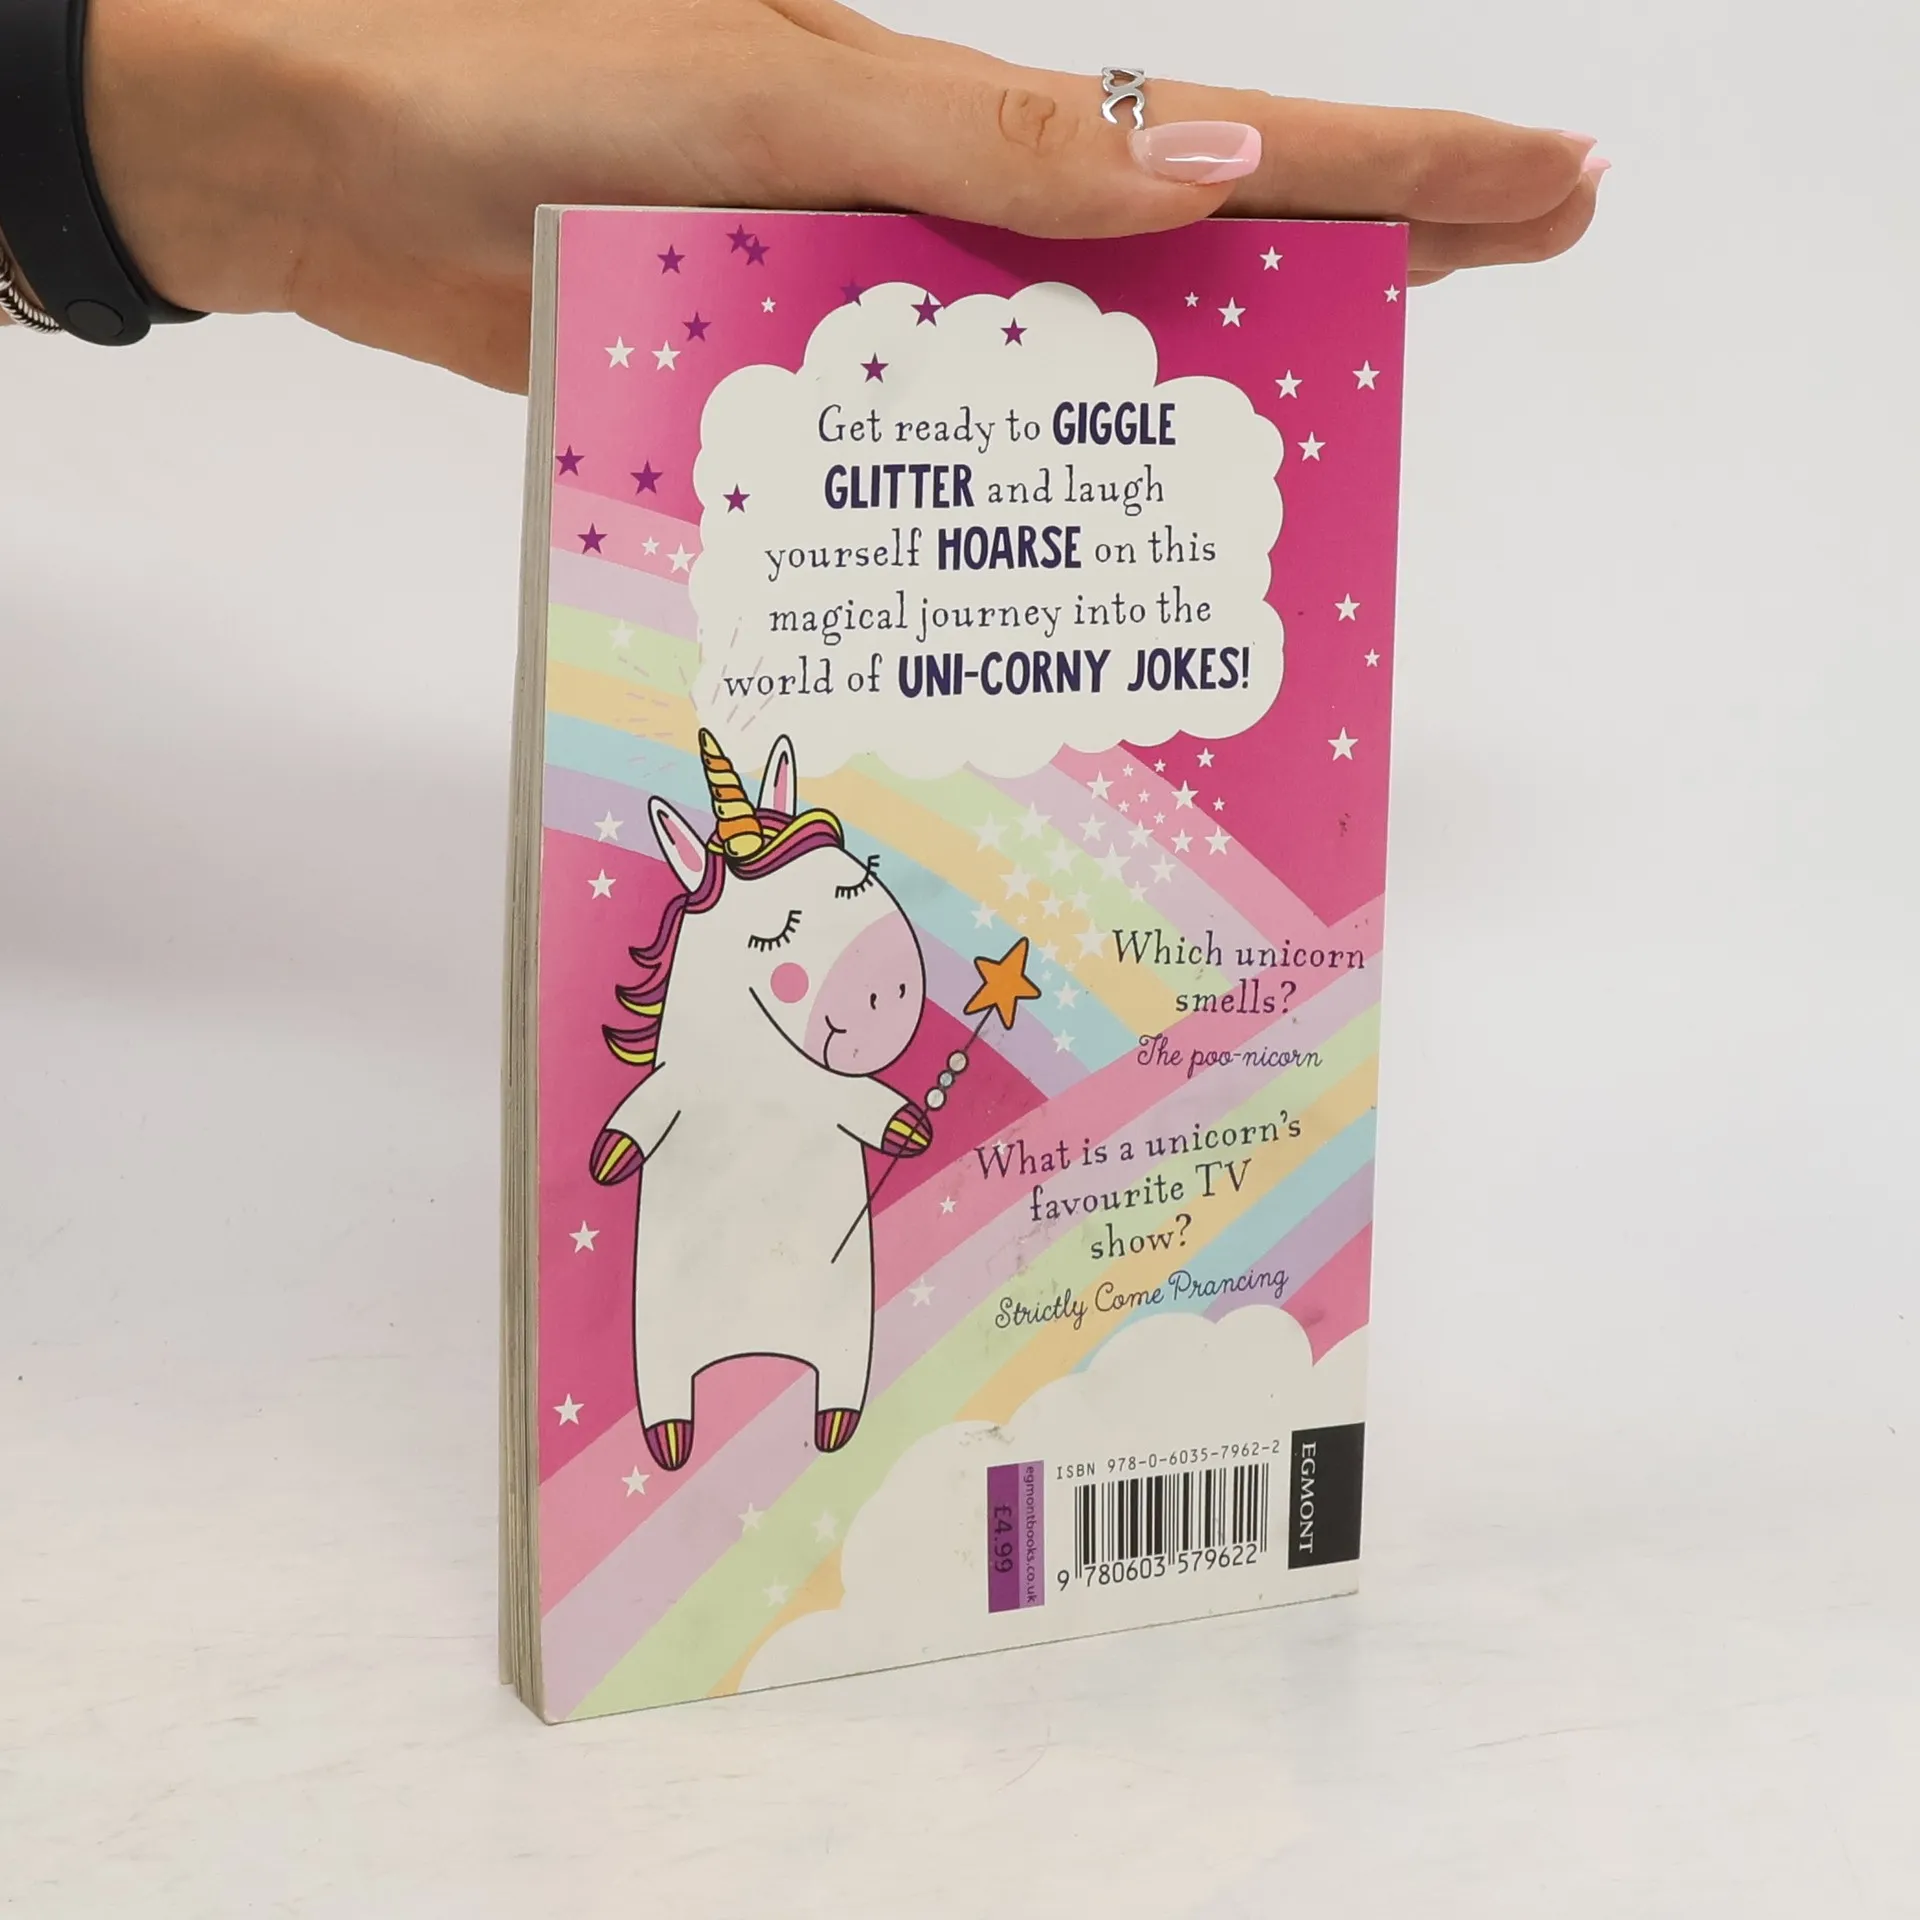 Get ready to GIGGLE
GLITTER and laugh
yourself HOARSE on this
magical journey into the
world of UNI-CORNY JOKES!
Which unicorn
smells?
The poo-nicorn
What is a unicorn's
favourite TV
show?
Strictly Come Prancing
ISBN 978-0-6035-7962-2
9 780603 579622
egmontbooks.co.uk
£4.99
EGMONT